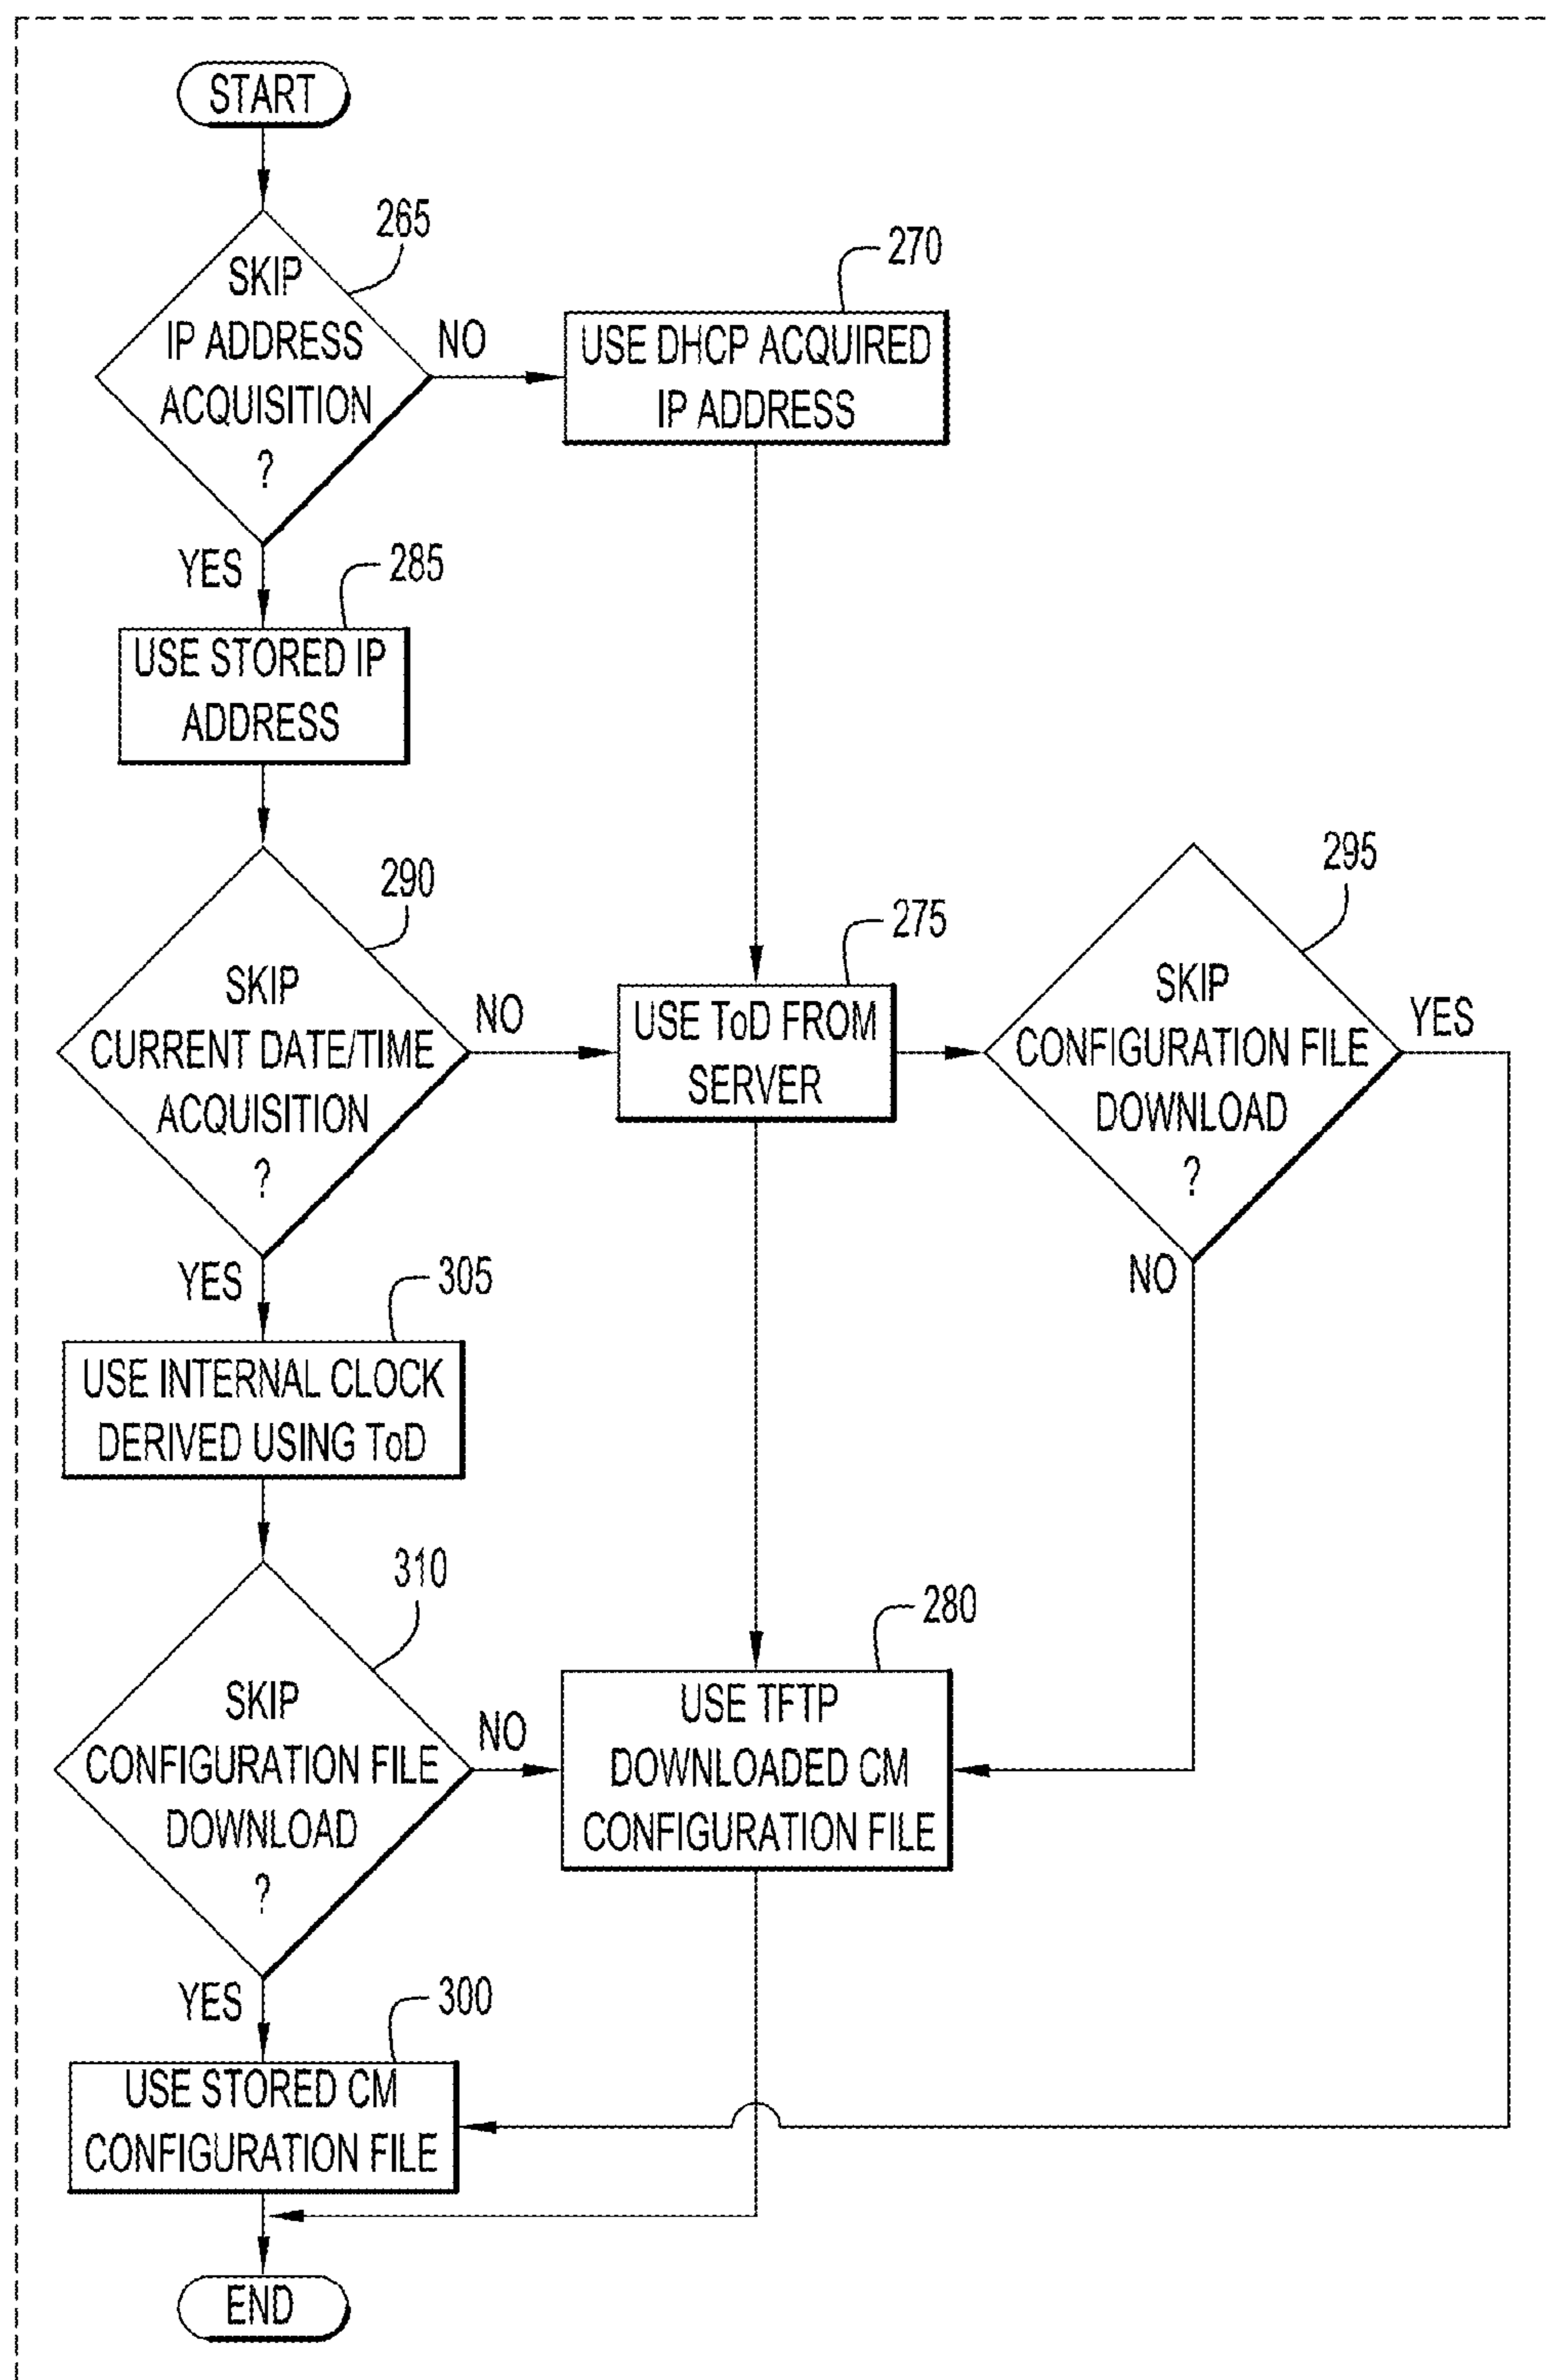 START
265
SKIP
IP ADDRESS
ACQUISITION
?
NO
270
USE DHCP ACQUIRED
IP ADDRESS
YES
285
USE STORED IP
ADDRESS
290
SKIP
CURRENT DATE/TIME
ACQUISITION
?
NO
275
USE ToD FROM
SERVER
295
SKIP
CONFIGURATION FILE
DOWNLOAD
?
YES
NO
YES
305
USE INTERNAL CLOCK
DERIVED USING ToD
310
SKIP
CONFIGURATION FILE
DOWNLOAD
?
NO
280
USE TFTP
DOWNLOADED CM
CONFIGURATION FILE
YES
300
USE STORED CM
CONFIGURATION FILE
END